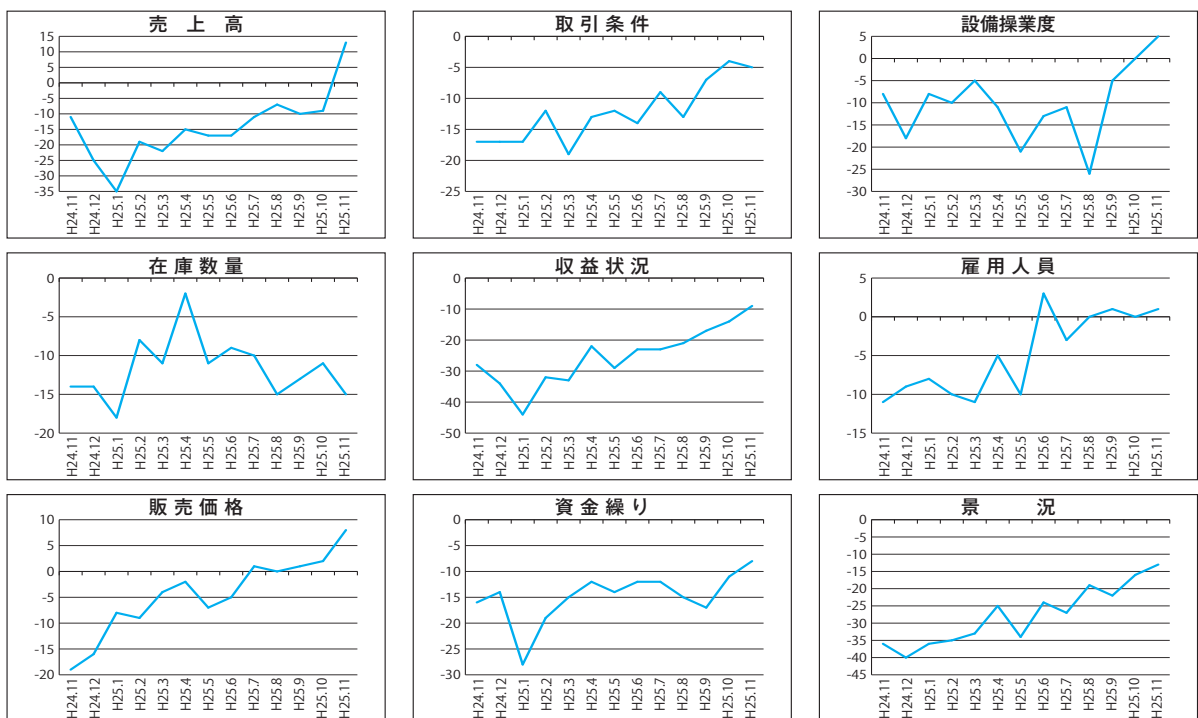 売上高
15
10
5
0
-5
-10
-15
-20
-25
-30
-35
H24.11
H24.12
H25.1
H25.2
H25.3
H25.4
H25.5
H25.6
H25.7
H25.8
H25.9
H25.10
H25.11
取引条件
0
-5
-10
-15
-20
-25
H24.11
H24.12
H25.1
H25.2
H25.3
H25.4
H25.5
H25.6
H25.7
H25.8
H25.9
H25.10
H25.11
設備操業度
5
0
-5
-10
-15
-20
-25
-30
H24.11
H24.12
H25.1
H25.2
H25.3
H25.4
H25.5
H25.6
H25.7
H25.8
H25.9
H25.10
H25.11
在庫数量
0
-5
-10
-15
-20
H24.11
H24.12
H25.1
H25.2
H25.3
H25.4
H25.5
H25.6
H25.7
H25.8
H25.9
H25.10
H25.11
収益状況
0
-10
-20
-30
-40
-50
H24.11
H24.12
H25.1
H25.2
H25.3
H25.4
H25.5
H25.6
H25.7
H25.8
H25.9
H25.10
H25.11
雇用人員
5
0
-5
-10
-15
H24.11
H24.12
H25.1
H25.2
H25.3
H25.4
H25.5
H25.6
H25.7
H25.8
H25.9
H25.10
H25.11
販売価格
10
5
0
-5
-10
-15
-20
H24.11
H24.12
H25.1
H25.2
H25.3
H25.4
H25.5
H25.6
H25.7
H25.8
H25.9
H25.10
H25.11
資金繰り
0
-5
-10
-15
-20
-25
-30
H24.11
H24.12
H25.1
H25.2
H25.3
H25.4
H25.5
H25.6
H25.7
H25.8
H25.9
H25.10
H25.11
景況
0
-5
-10
-15
-20
-25
-30
-35
-40
-45
H24.11
H24.12
H25.1
H25.2
H25.3
H25.4
H25.5
H25.6
H25.7
H25.8
H25.9
H25.10
H25.11